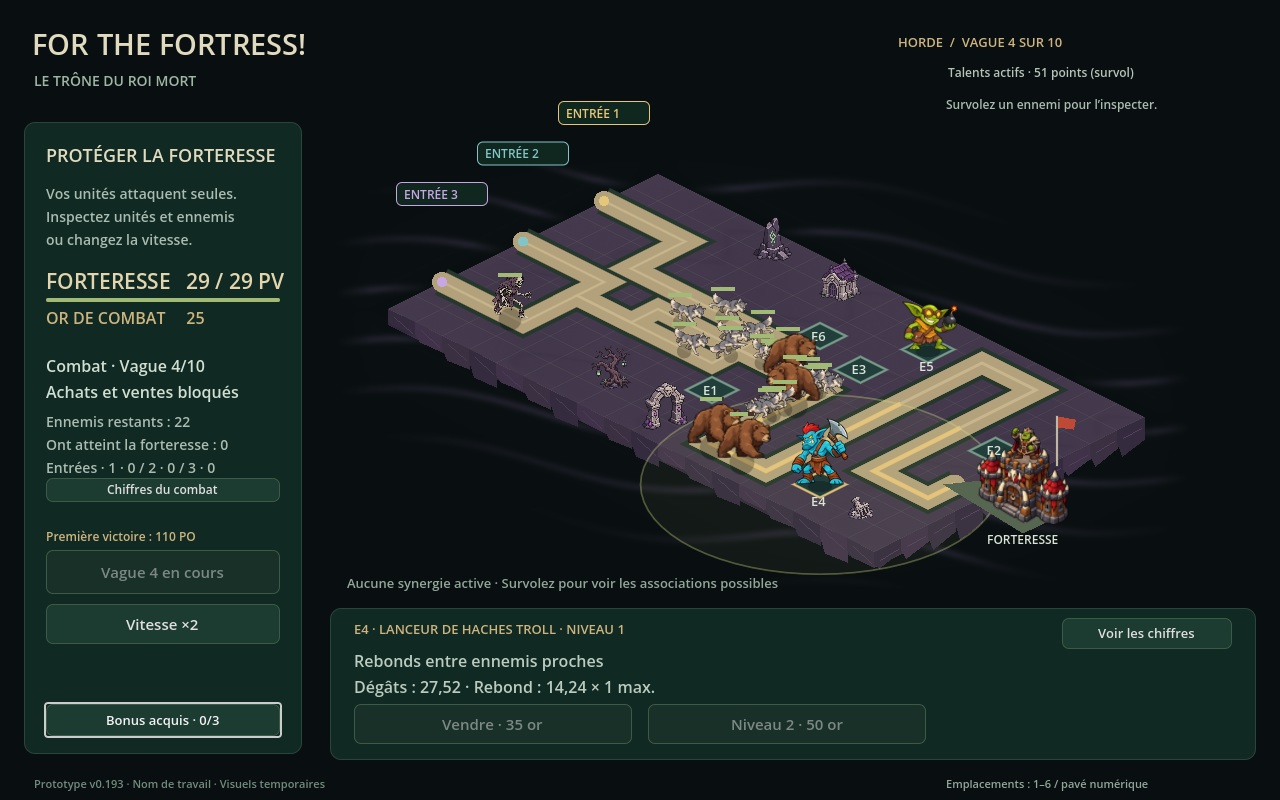 FOR THE FORTRESS!
LE TRÔNE DU ROI MORT
HORDE / VAGUE 4 SUR 10
Talents actifs · 51 points (survol)
Survolez un ennemi pour l’inspecter.
ENTRÉE 1
ENTRÉE 2
ENTRÉE 3
PROTÉGER LA FORTERESSE
Vos unités attaquent seules.
Inspectez unités et ennemis
ou changez la vitesse.
FORTERESSE 29 / 29 PV
OR DE COMBAT 25
Combat · Vague 4/10
Achats et ventes bloqués
Ennemis restants : 22
Ont atteint la forteresse : 0
Entrées · 1 · 0 / 2 · 0 / 3 · 0
Chiffres du combat
Première victoire : 110 PO
Vague 4 en cours
Vitesse ×2
Bonus acquis · 0/3
E6
E3
E5
E1
E2
E4
FORTERESSE
Aucune synergie active · Survolez pour voir les associations possibles
E4 · LANCEUR DE HACHES TROLL · NIVEAU 1
Voir les chiffres
Rebonds entre ennemis proches
Dégâts : 27,52 · Rebond : 14,24 × 1 max.
Vendre · 35 or
Niveau 2 · 50 or
Prototype v0.193 · Nom de travail · Visuels temporaires
Emplacements : 1–6 / pavé numérique